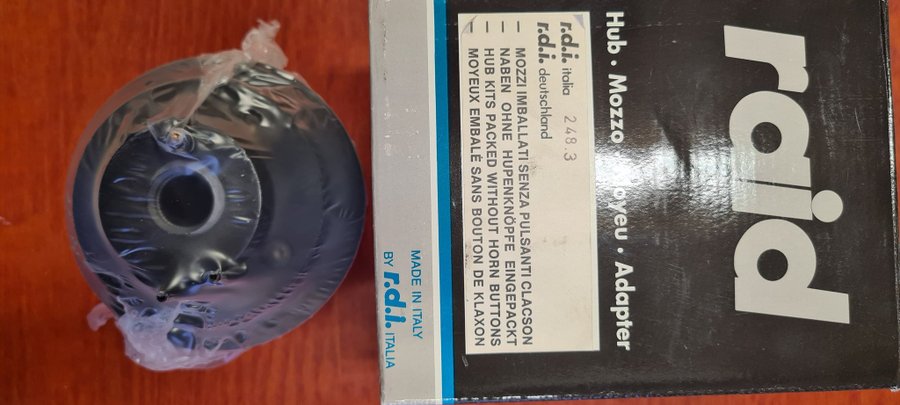 raid
Hub • Mozzo • Moyeu • Adapter
r.d.i. italia 248.3
r.d.i. deutschland
— MOZZI IMBALLATI SENZA PULSANTI CLACSON
— NABEN OHNE HUPENKNÖPFE EINGEPACKT
— HUB KITS PACKED WITHOUT HORN BUTTONS
— MOYEUX EMBALÉ SANS BOUTON DE KLAXON
MADE IN ITALY
BY r.d.i. ITALIA